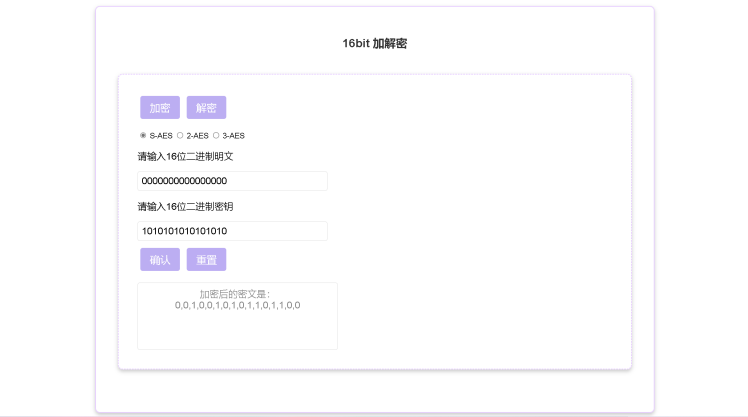 16bit 加解密
加密 解密
S-AES 2-AES 3-AES
请输入16位二进制明文
0000000000000000
请输入16位二进制密钥
1010101010101010
确认 重置
加密后的密文是：
0,0,1,0,0,1,0,1,0,1,1,0,1,1,0,0